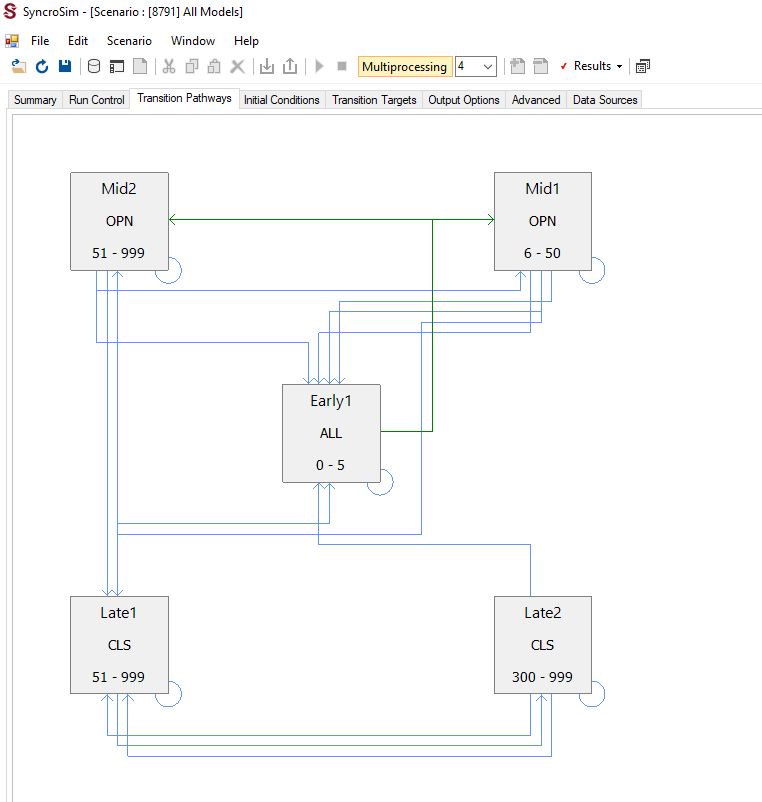 SyncroSim - [Scenario : [8791] All Models]
File Edit Scenario Window Help
Multiprocessing 4 Results
Summary Run Control Transition Pathways Initial Conditions Transition Targets Output Options Advanced Data Sources
Mid2
OPN
51 - 999
Mid1
OPN
6 - 50
Early1
ALL
0 - 5
Late1
CLS
51 - 999
Late2
CLS
300 - 999